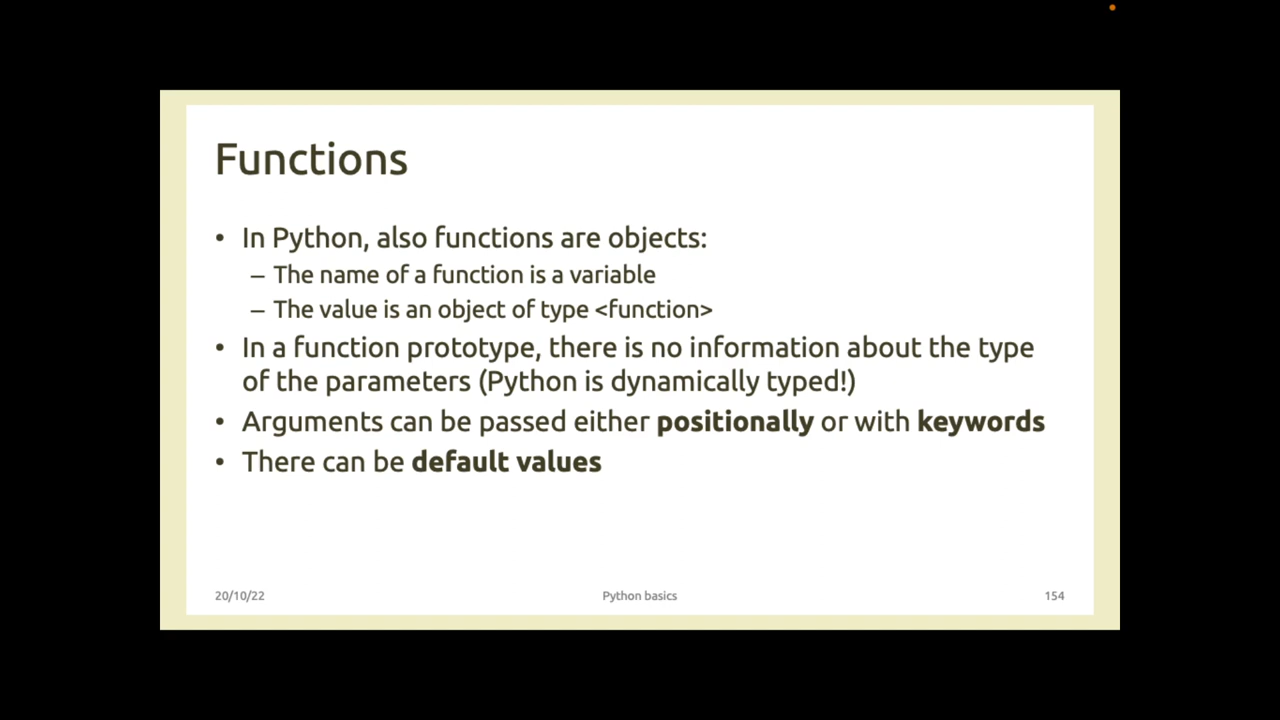 Functions
• In Python, also functions are objects:
– The name of a function is a variable
– The value is an object of type <function>
• In a function prototype, there is no information about the type
of the parameters (Python is dynamically typed!)
• Arguments can be passed either positionally or with keywords
• There can be default values
20/10/22 Python basics 154